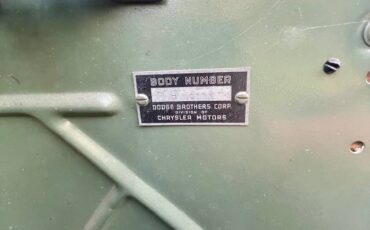 BODY NUMBER
DODGE BROTHERS CORP.
DIVISION OF
CHRYSLER MOTORS